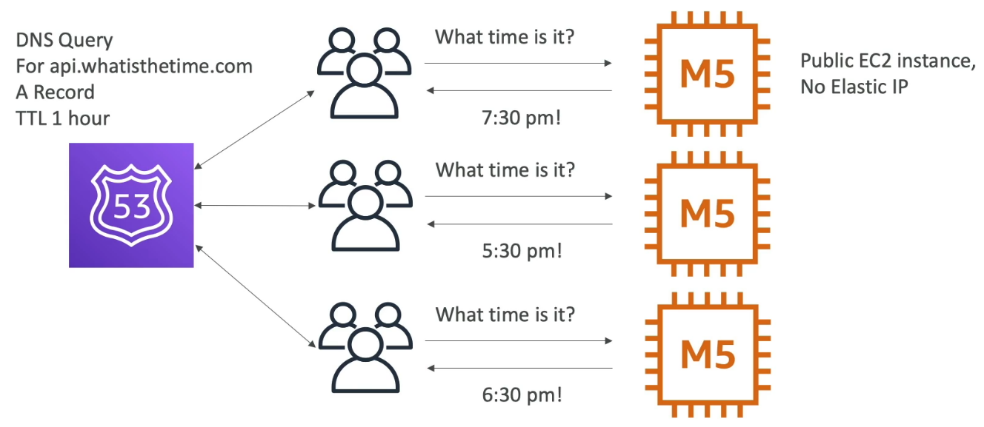 DNS Query
For api.whatisthetime.com
A Record
TTL 1 hour
53
What time is it?
7:30 pm!
M5
Public EC2 instance,
No Elastic IP
What time is it?
5:30 pm!
M5
What time is it?
6:30 pm!
M5